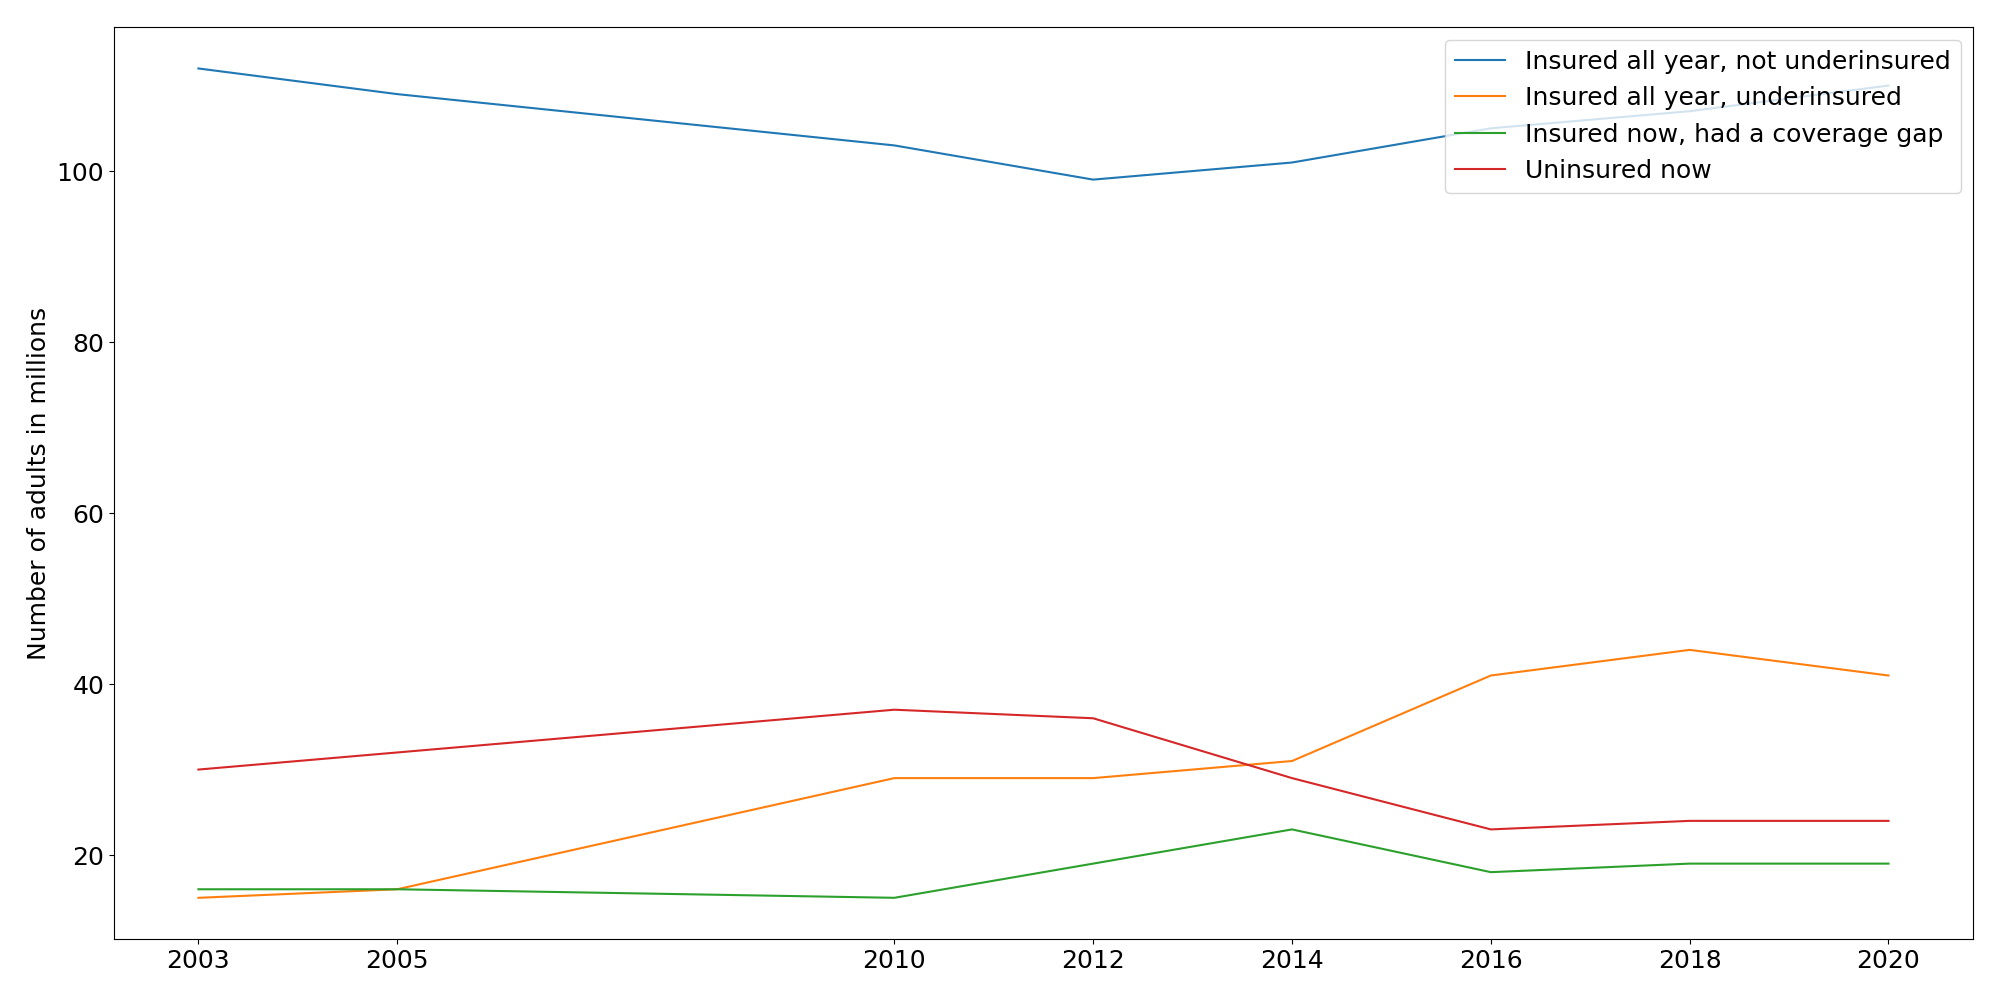 Insured all year, not underinsured
Insured all year, underinsured
Insured now, had a coverage gap
Uninsured now
Number of adults in millions
100
80
60
40
20
2003 2005 2010 2012 2014 2016 2018 2020